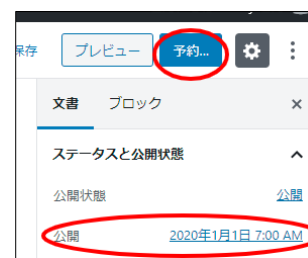 保存 プレビュー 予約...
文書 ブロック ×
ステータスと公開状態
公開状態 公開
公開 2020年1月1日 7:00 AM